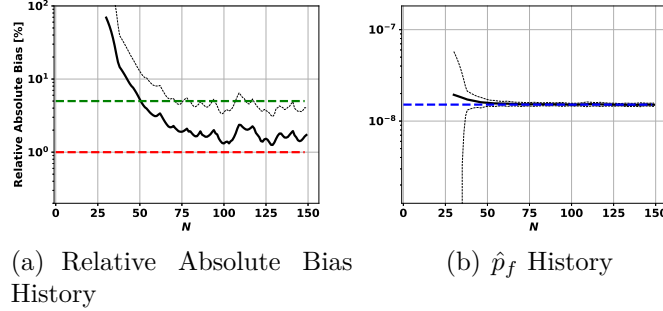 10²
10¹
10⁰
Relative Absolute Bias [%]
0 25 50 75 100 125 150
N
10⁻⁷
10⁻⁸
0 25 50 75 100 125 150
N
(a) Relative Absolute Bias
History
(b) p̂_f History